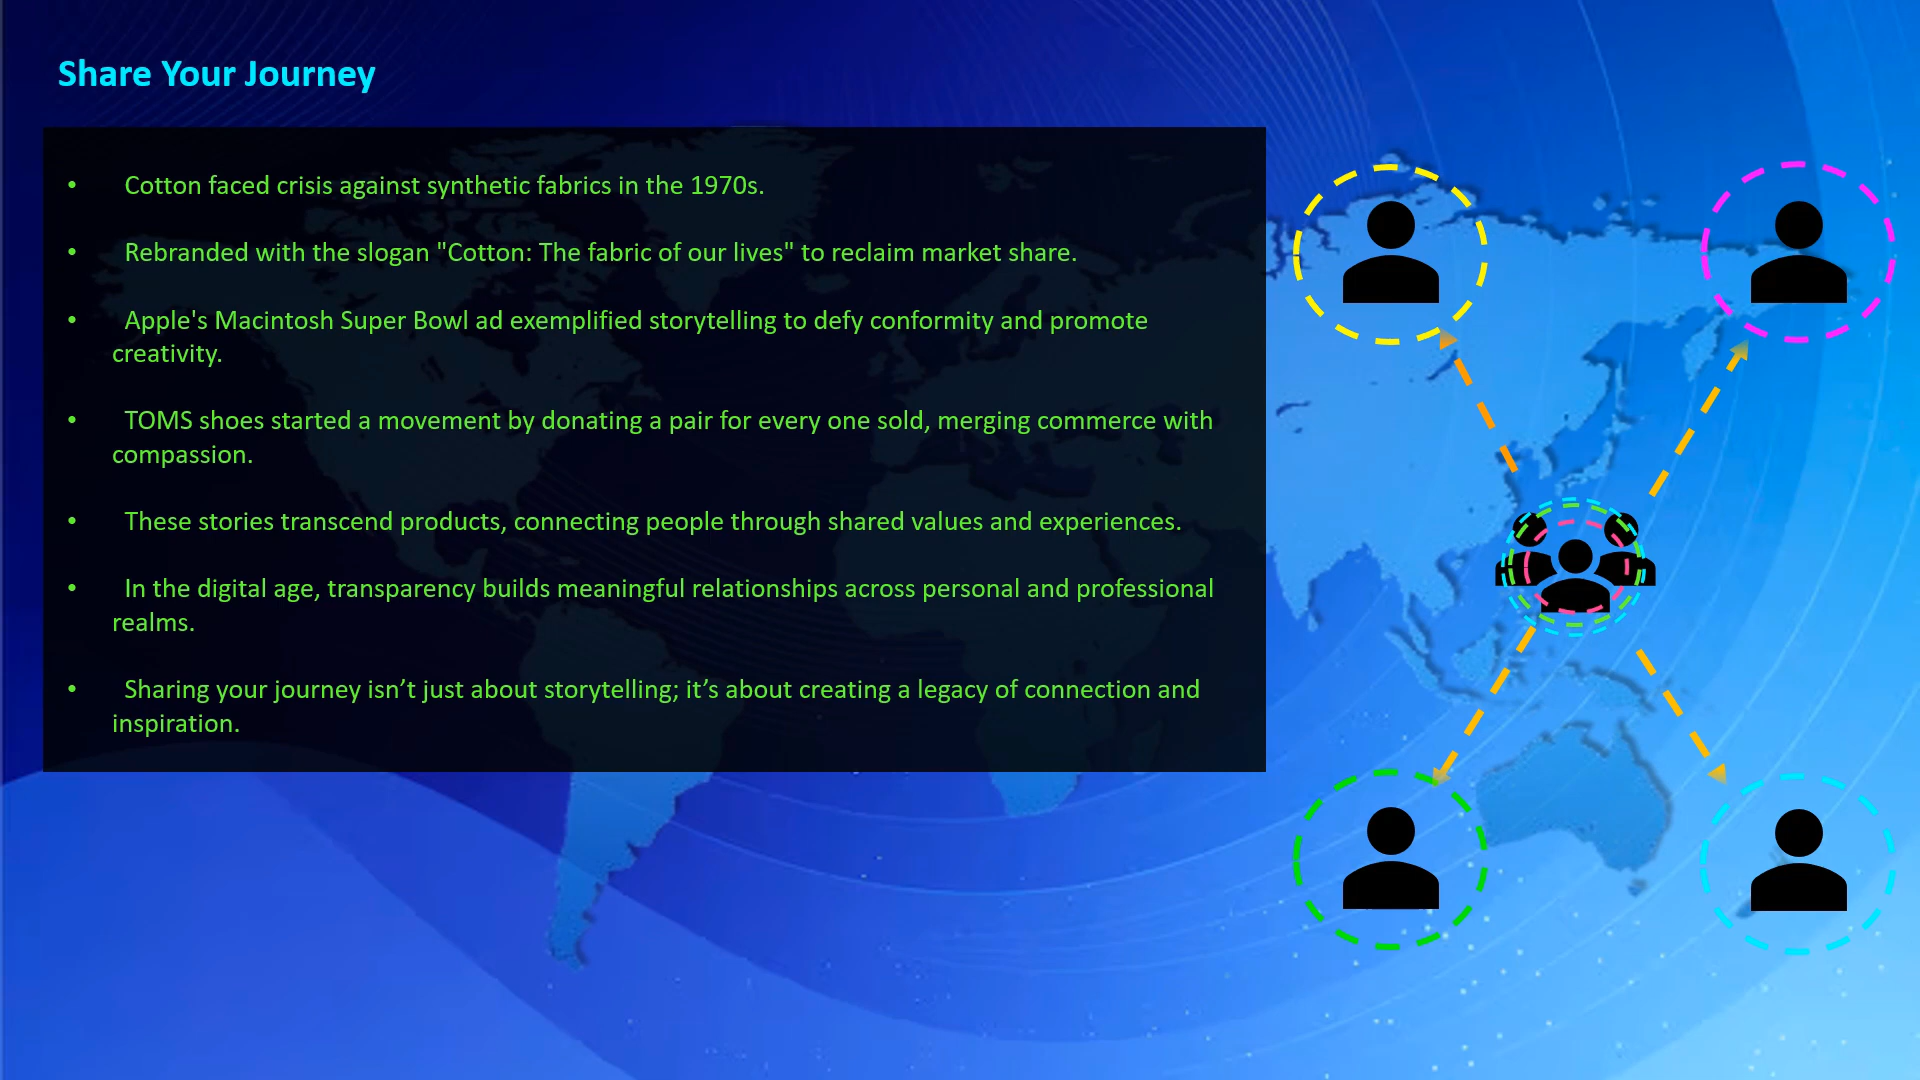 Share Your Journey
• Cotton faced crisis against synthetic fabrics in the 1970s.
• Rebranded with the slogan "Cotton: The fabric of our lives" to reclaim market share.
• Apple's Macintosh Super Bowl ad exemplified storytelling to defy conformity and promote
creativity.
• TOMS shoes started a movement by donating a pair for every one sold, merging commerce with
compassion.
• These stories transcend products, connecting people through shared values and experiences.
• In the digital age, transparency builds meaningful relationships across personal and professional
realms.
• Sharing your journey isn’t just about storytelling; it’s about creating a legacy of connection and
inspiration.